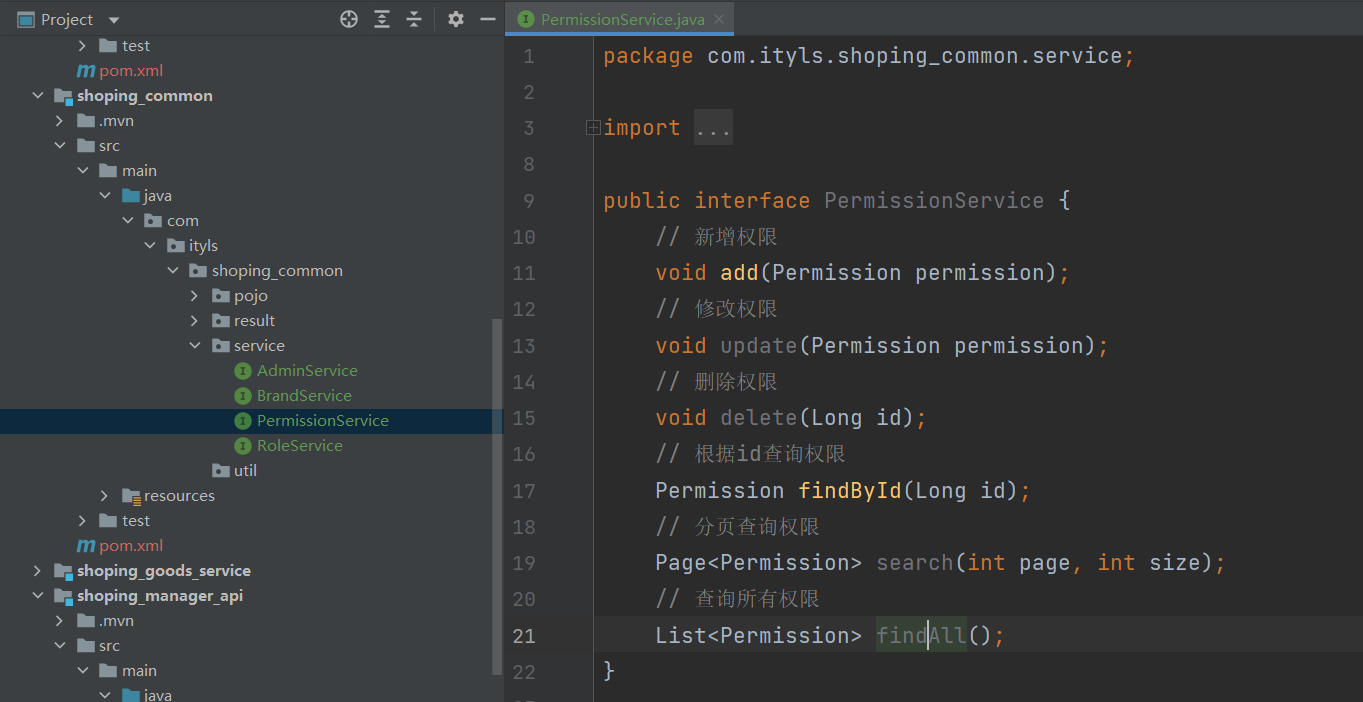 Project
test
pom.xml
shoping_common
.mvn
src
main
java
com
ityls
shoping_common
pojo
result
service
AdminService
BrandService
PermissionService
RoleService
util
resources
test
pom.xml
shoping_goods_service
shoping_manager_api
.mvn
src
main
java
PermissionService.java
1 package com.ityls.shoping_common.service;
2
3 import ...
8
9 public interface PermissionService {
10 // 新增权限
11 void add(Permission permission);
12 // 修改权限
13 void update(Permission permission);
14 // 删除权限
15 void delete(Long id);
16 // 根据id查询权限
17 Permission findById(Long id);
18 // 分页查询权限
19 Page<Permission> search(int page, int size);
20 // 查询所有权限
21 List<Permission> findAll();
22 }